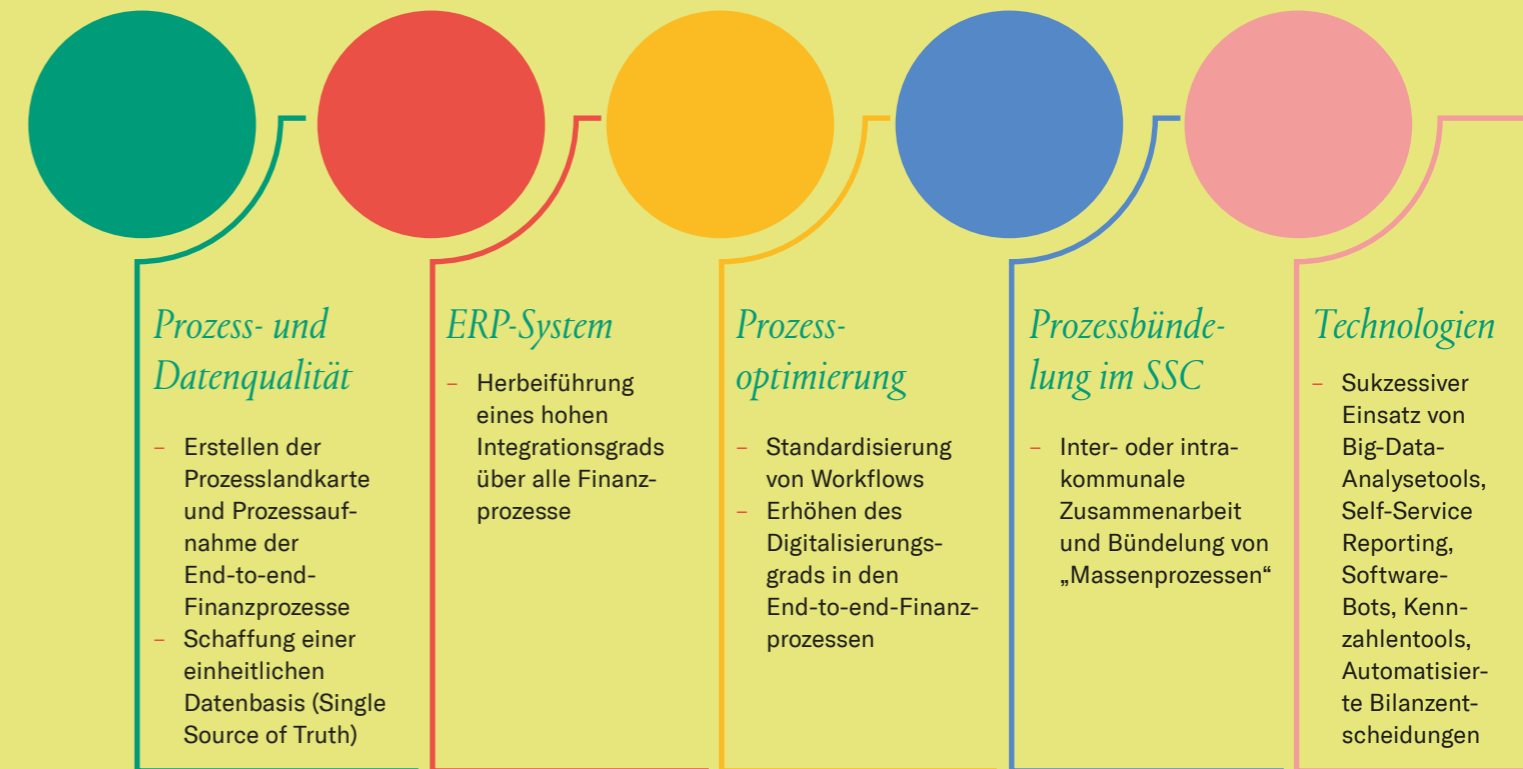 Prozess- und
Datenqualität
– Erstellen der
Prozesslandkarte
und Prozessauf-
nahme der
End-to-end-
Finanzprozesse
– Schaffung einer
einheitlichen
Datenbasis (Single
Source of Truth)
ERP-System
– Herbeiführung
eines hohen
Integrationsgrads
über alle Finanz-
prozesse
Prozess-
optimierung
– Standardisierung
von Workflows
– Erhöhen des
Digitalisierungs-
grads in den
End-to-end-Finanz-
prozessen
Prozessbünde-
lung im SSC
– Inter- oder intra-
kommunale
Zusammenarbeit
und Bündelung von
„Massenprozessen“
Technologien
– Sukzessiver
Einsatz von
Big-Data-
Analysetools,
Self-Service
Reporting,
Software-
Bots, Kenn-
zahlentools,
Automatisier-
te Bilanzent-
scheidungen